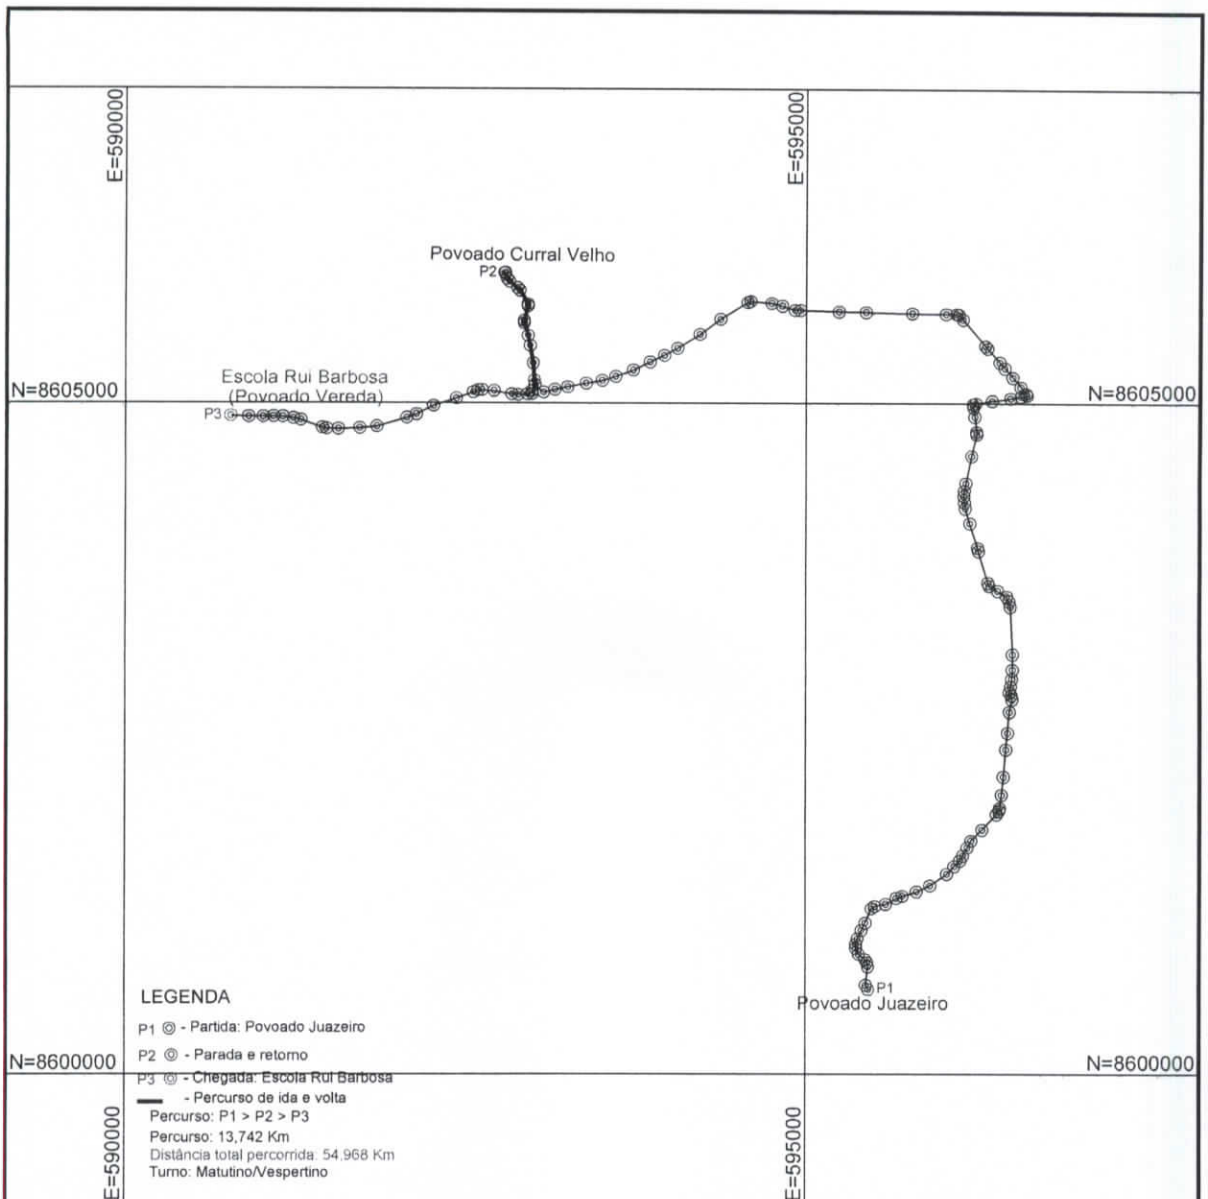 E=590000
E=595000
Povoado Curral Velho
P2
Escola Rui Barbosa
(Povoado Vereda)
N=8605000
N=8605000
P3
P1
Povoado Juazeiro
LEGENDA
P1 - Partida: Povoado Juazeiro
N=8600000
P2 - Parada e retorno
N=8600000
P3 - Chegada: Escola Rui Barbosa
- Percurso de ida e volta
Percurso: P1 > P2 > P3
Percurso: 13,742 Km
Distância total percorrida: 54,968 Km
Turno: Matutino/Vespertino
E=590000
E=595000